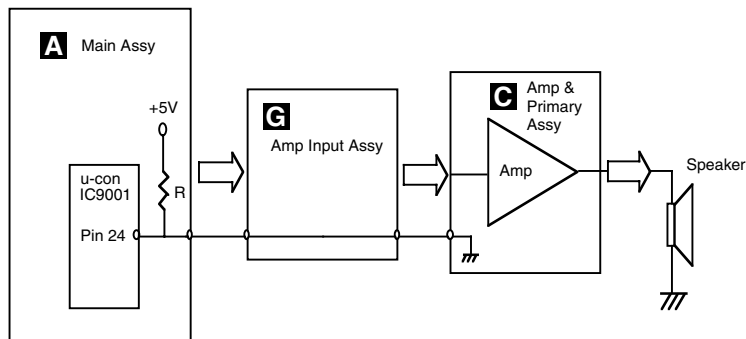 A Main Assy
+5V
u-con
IC9001
R
Pin 24
G
Amp Input Assy
C Amp &
Primary
Assy
Amp
Speaker